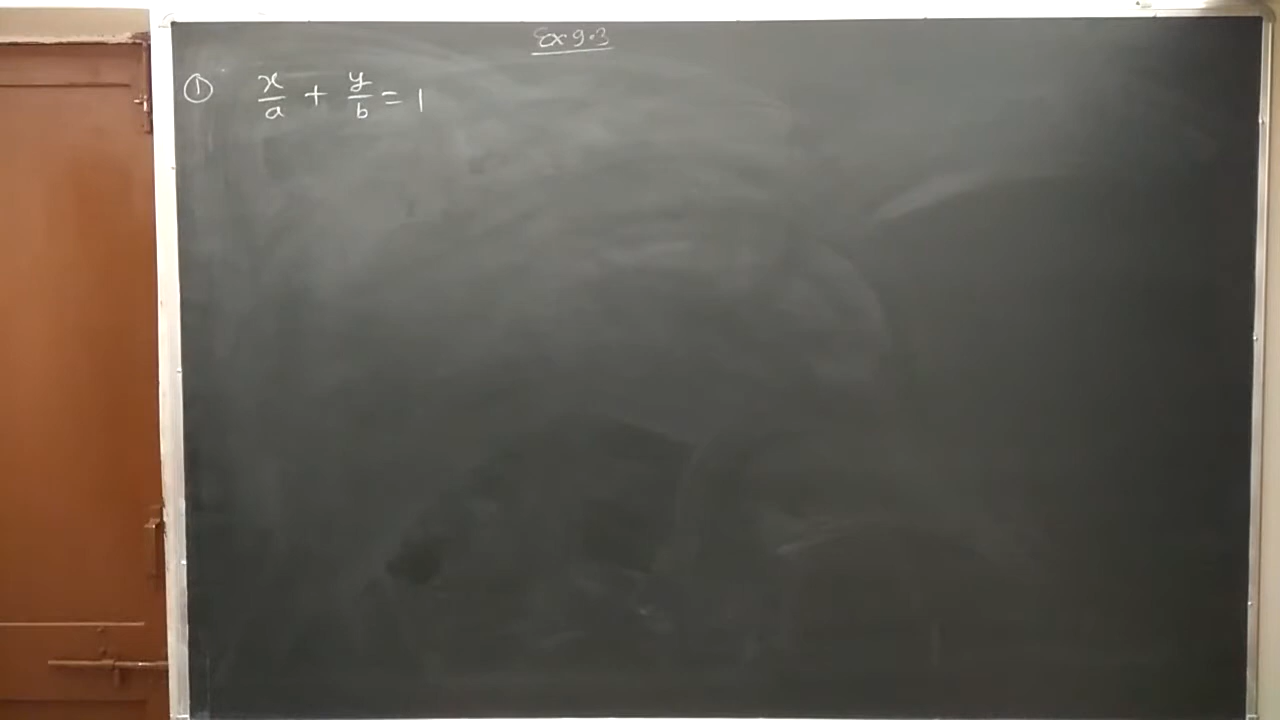 Ex 9.3
① x/a + y/b = 1